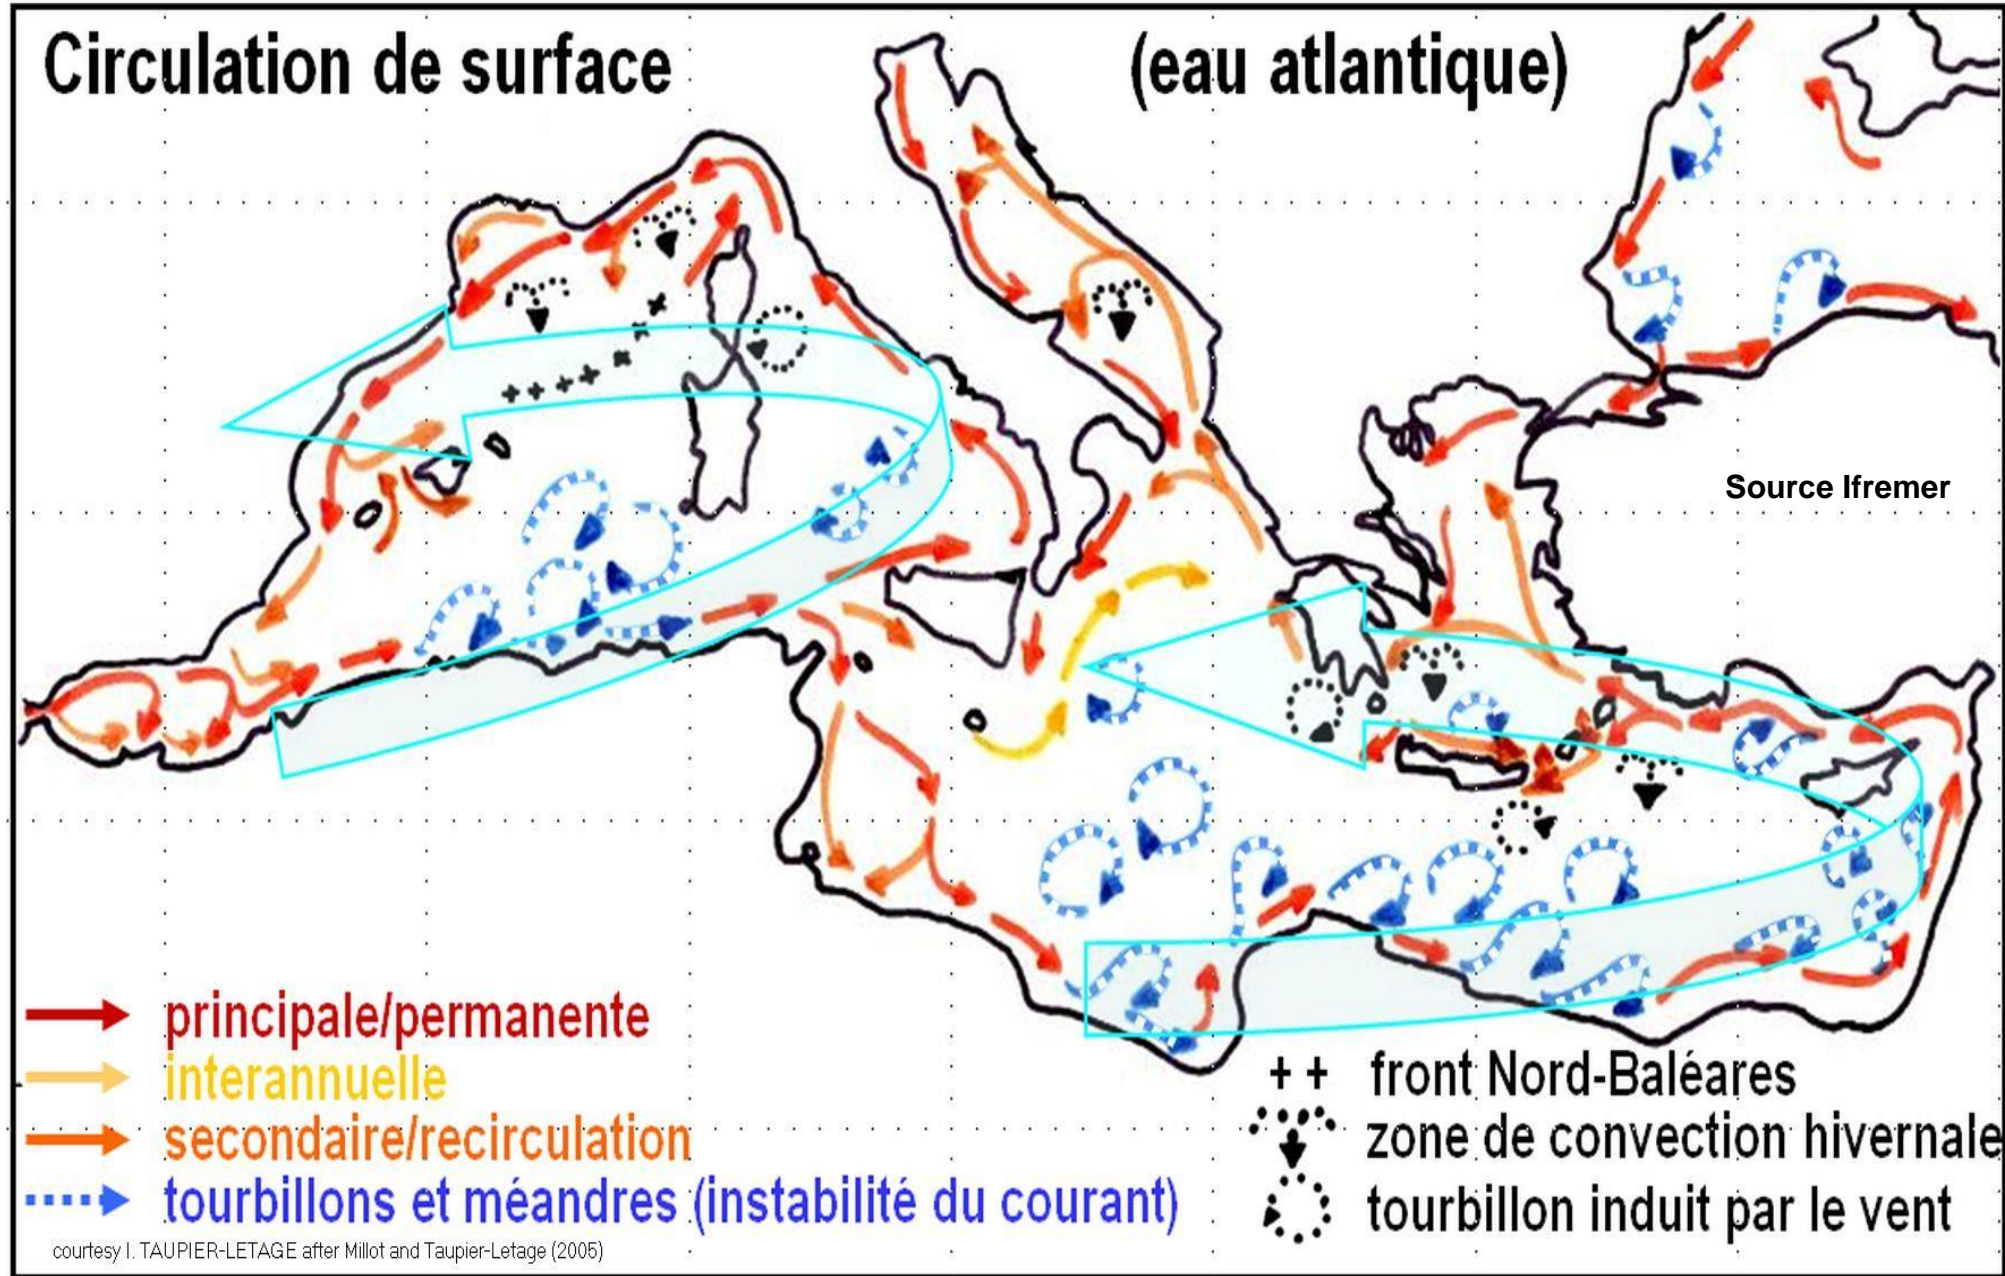 Circulation de surface (eau atlantique)
Source Ifremer
principale/permanente
interannuelle
secondaire/recirculation
tourbillons et méandres (instabilité du courant)
++ front Nord-Baléares
zone de convection hivernale
tourbillon induit par le vent
courtesy I. TAUPIER-LETAGE after Millot and Taupier-Letage (2005)